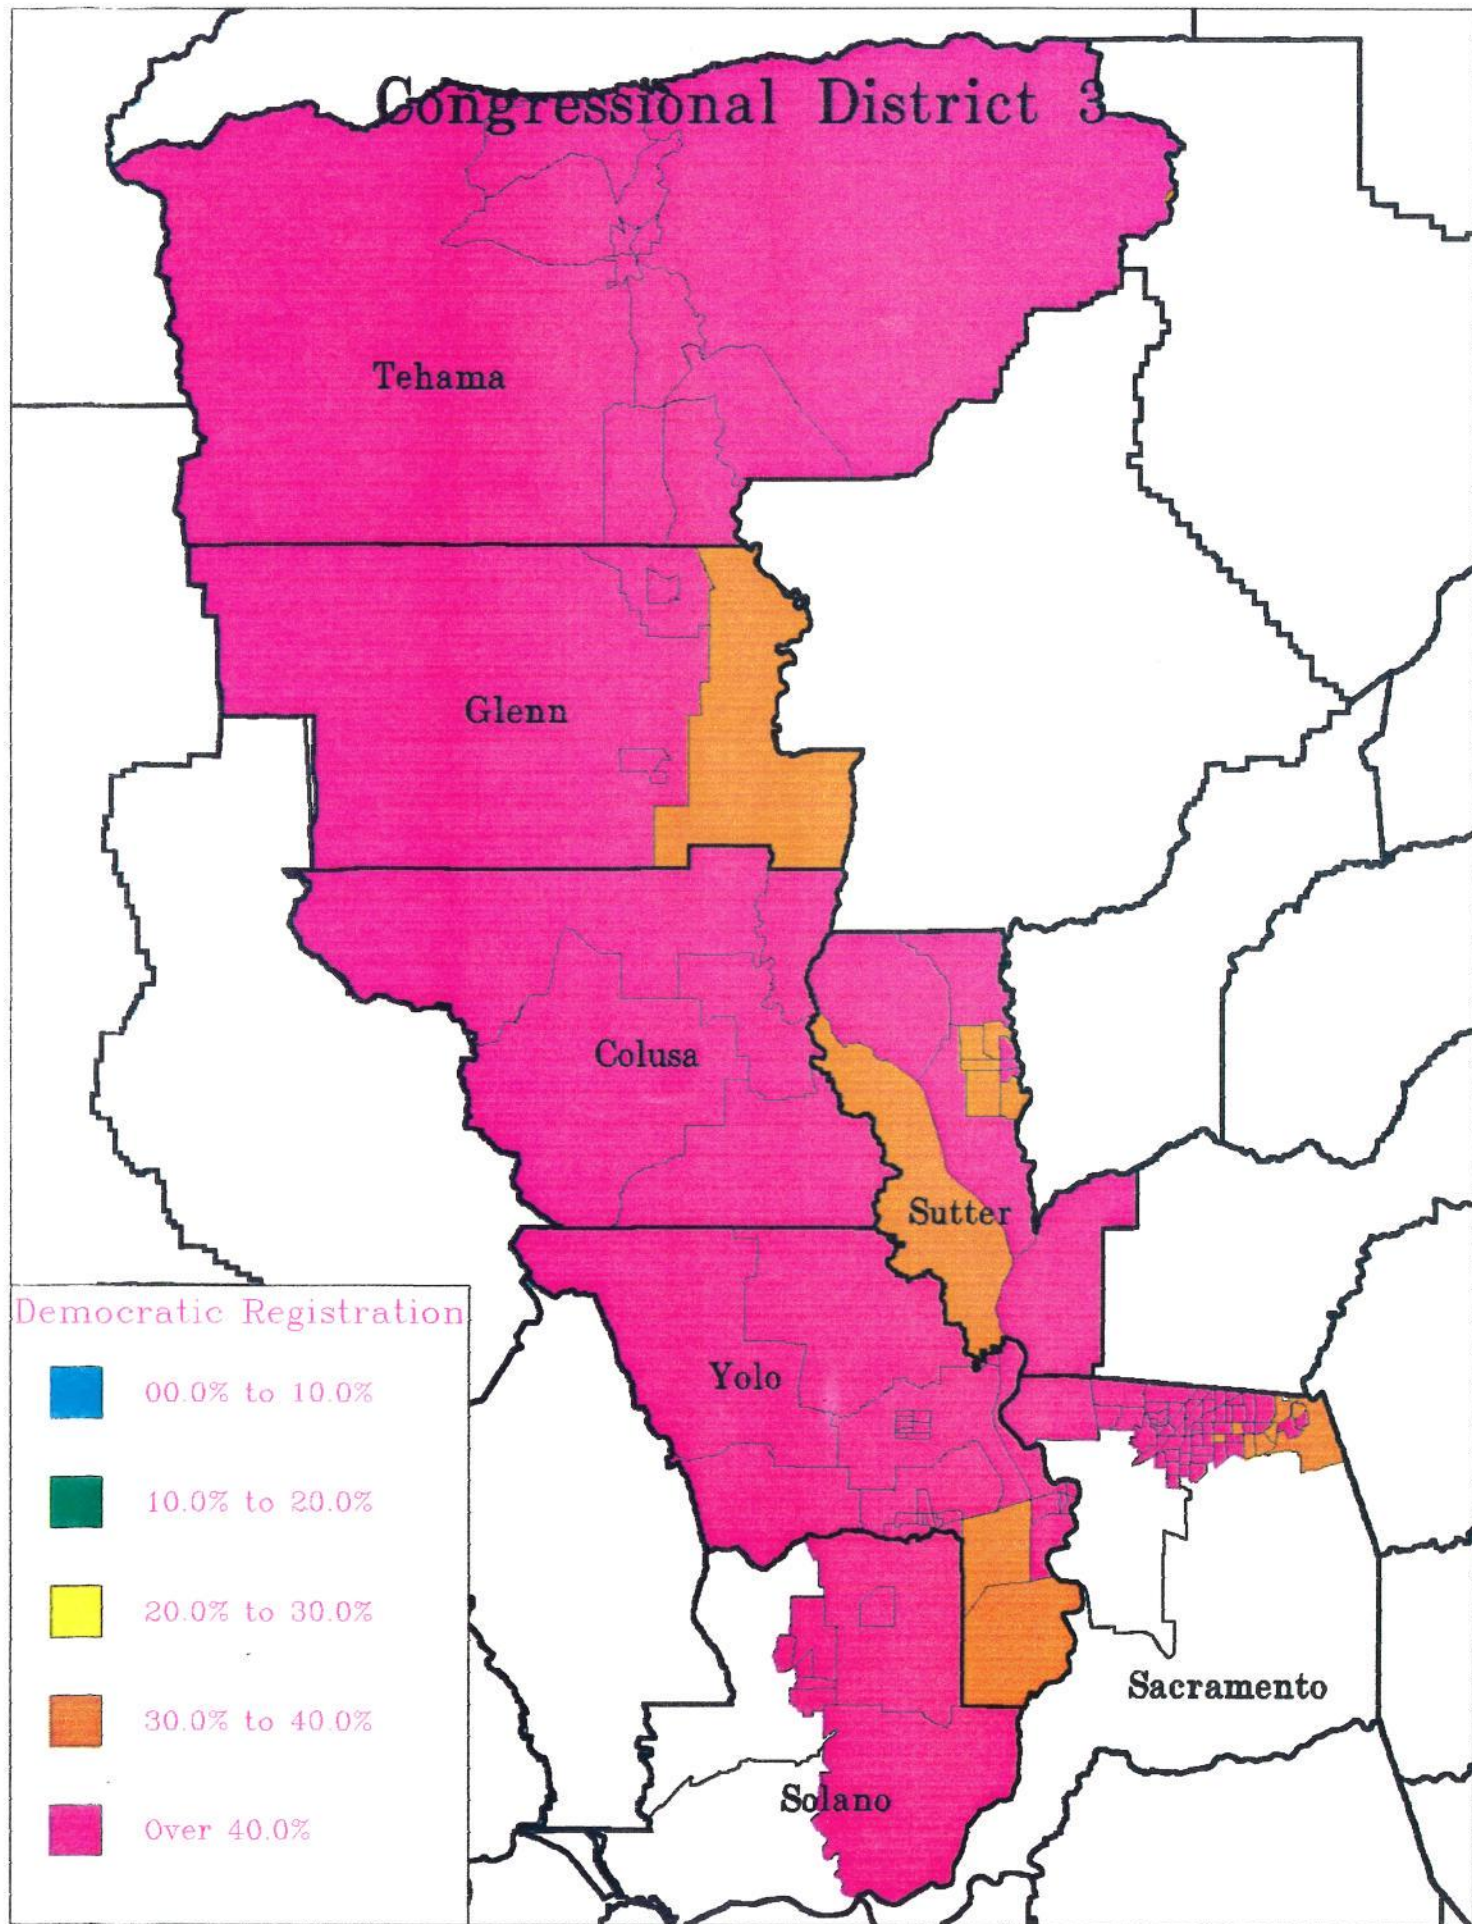 Congressional District 3
Tehama
Glenn
Colusa
Sutter
Yolo
Sacramento
Solano
Democratic Registration
00.0% to 10.0%
10.0% to 20.0%
20.0% to 30.0%
30.0% to 40.0%
Over 40.0%